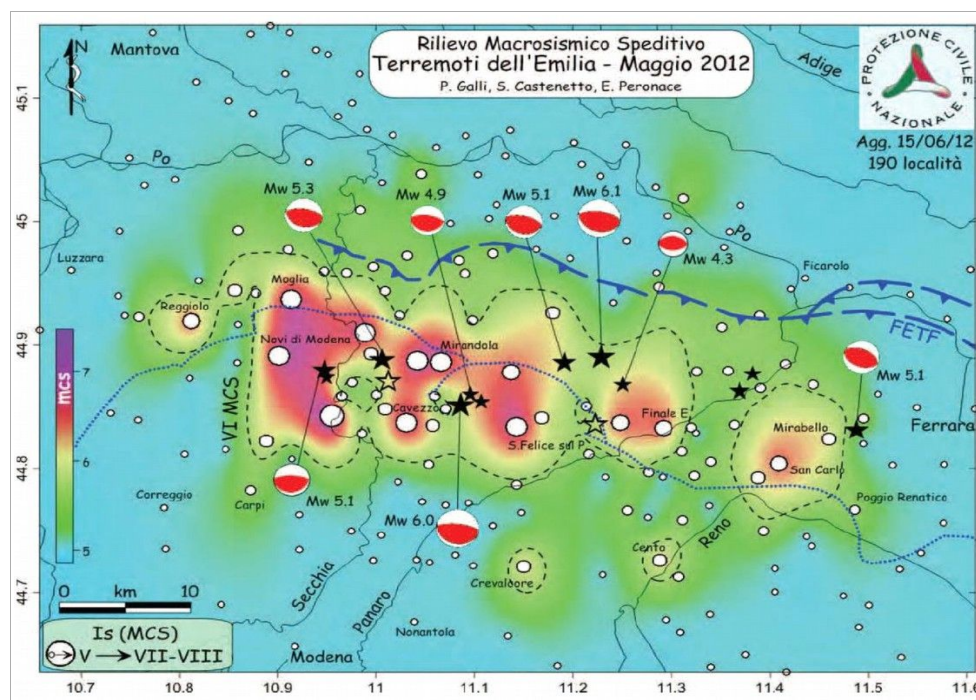 Rilievo Macrosismico Speditivo
Terremoti dell'Emilia - Maggio 2012
P. Galli, S. Castenetto, E. Peronace
PROTEZIONE CIVILE
NAZIONALE
Agg. 15/06/12
190 località
N
Mantova
Adige
45.1
Po
Mw 5.3
Mw 4.9
Mw 5.1
Mw 6.1
Mw 4.3
45
Po
Luzzara
Ficarolo
Moglia
Reggiolo
FETF
44.9
Novi di Modena
Mirandola
Mw 5.1
mcs
7
6
5
VI MCS
Cavezzo
Finale E.
Mirabello
Ferrara
S.Felice sul P.
44.8
San Carlo
Mw 5.1
Correggio
Carpi
Poggio Renatico
Mw 6.0
Reno
Cento
Crevalcore
44.7
0 km 10
Secchia
Panaro
Nonantola
Is (MCS)
V VII-VIII
Modena
10.7 10.8 10.9 11 11.1 11.2 11.3 11.4 11.5 11.6